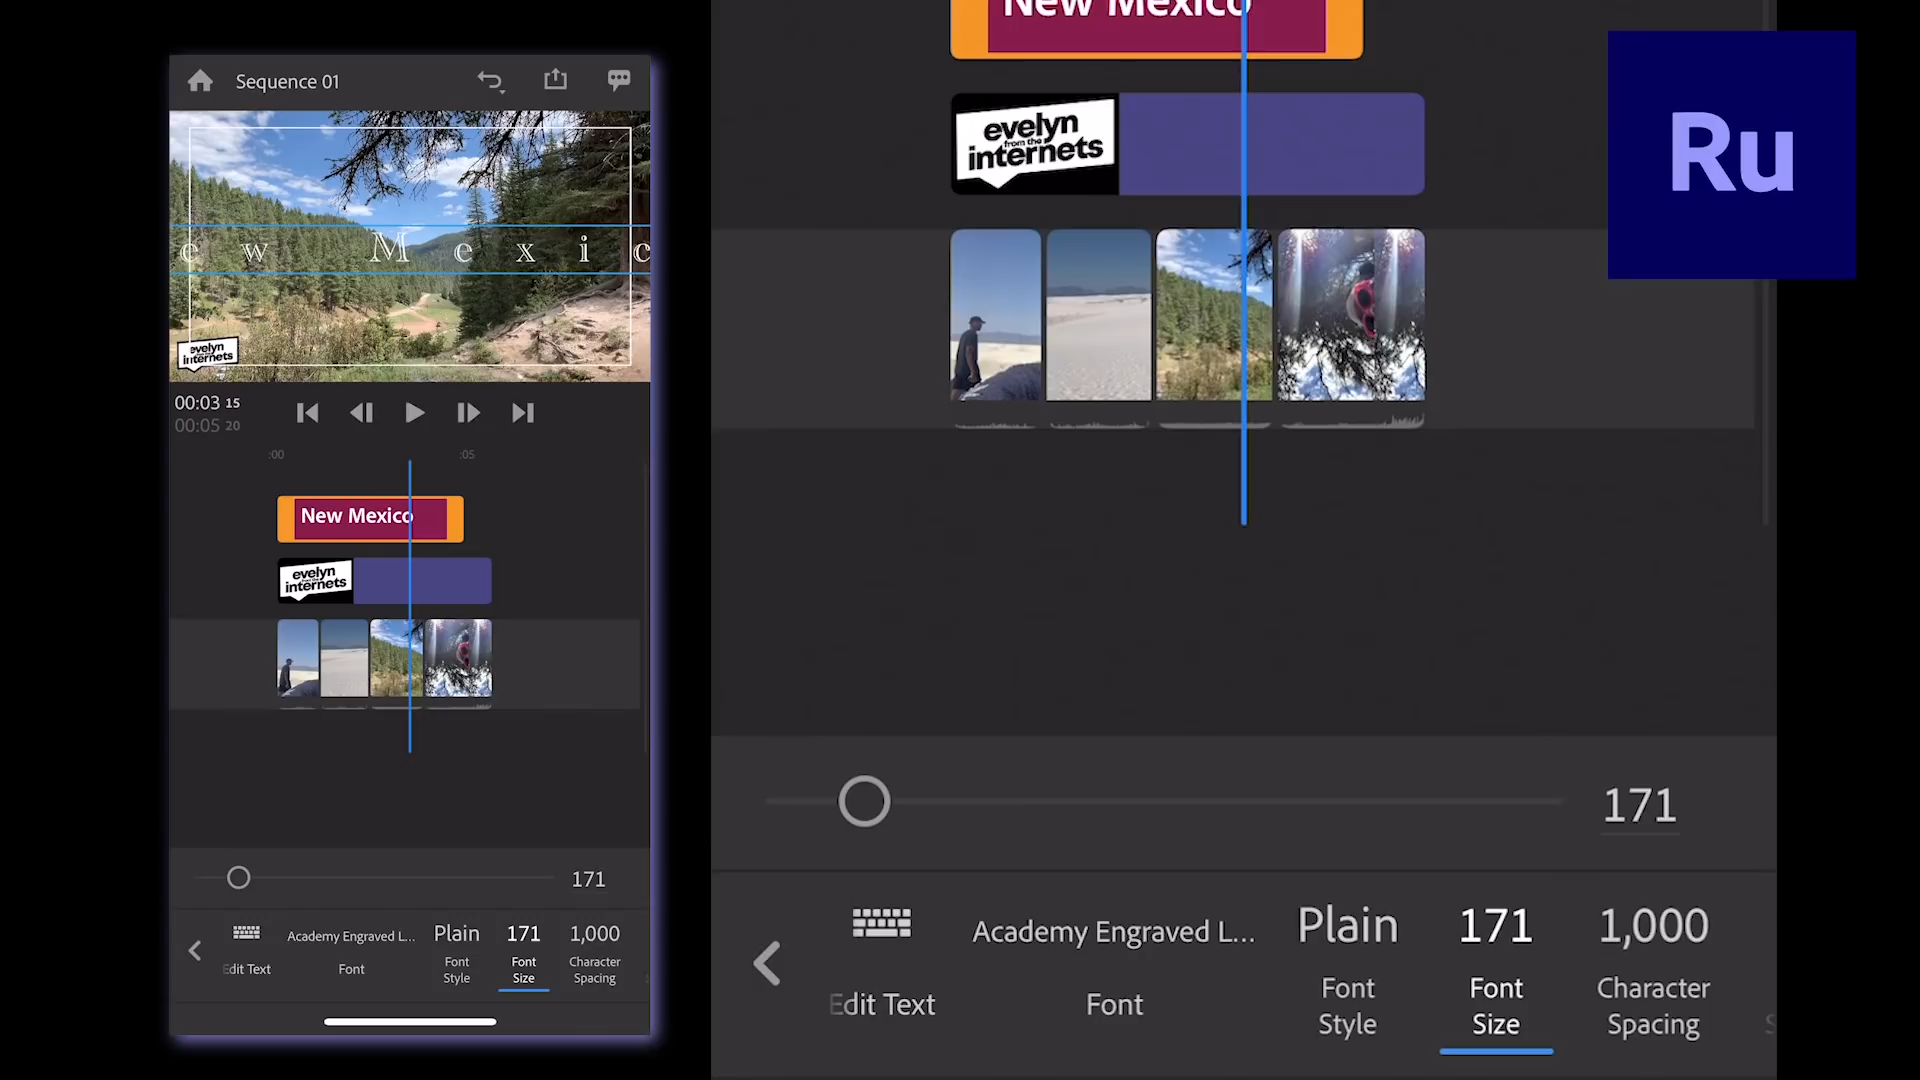 Sequence 01
e w M e x i c
evelyn
from the
internets
00:03 15
00:05 20
:00
:05
New Mexico
evelyn
internets
171
Edit Text
Academy Engraved L...
Font
Plain
Font
Style
171
Font
Size
1,000
Character
Spacing
New Mexico
evelyn
from the
internets
Ru
171
Edit Text
Academy Engraved L...
Font
Plain
Font
Style
171
Font
Size
1,000
Character
Spacing